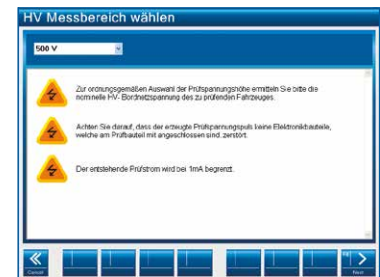 HV Messbereich wählen
500 V
Zur ordnungsgemäßen Auswahl der Prüfspannungshöhe ermitteln Sie bitte die
nominelle HV- Bordnetzspannung des zu prüfenden Fahrzeuges.
Achten Sie darauf, dass der erzeugte Prüfspannungspuls keine Elektronikbauteile,
welche am Prüfbauteil mit angeschlossen sind, zerstört.
Der entstehende Prüfstrom wird bei 1mA begrenzt.
Cancel
Next